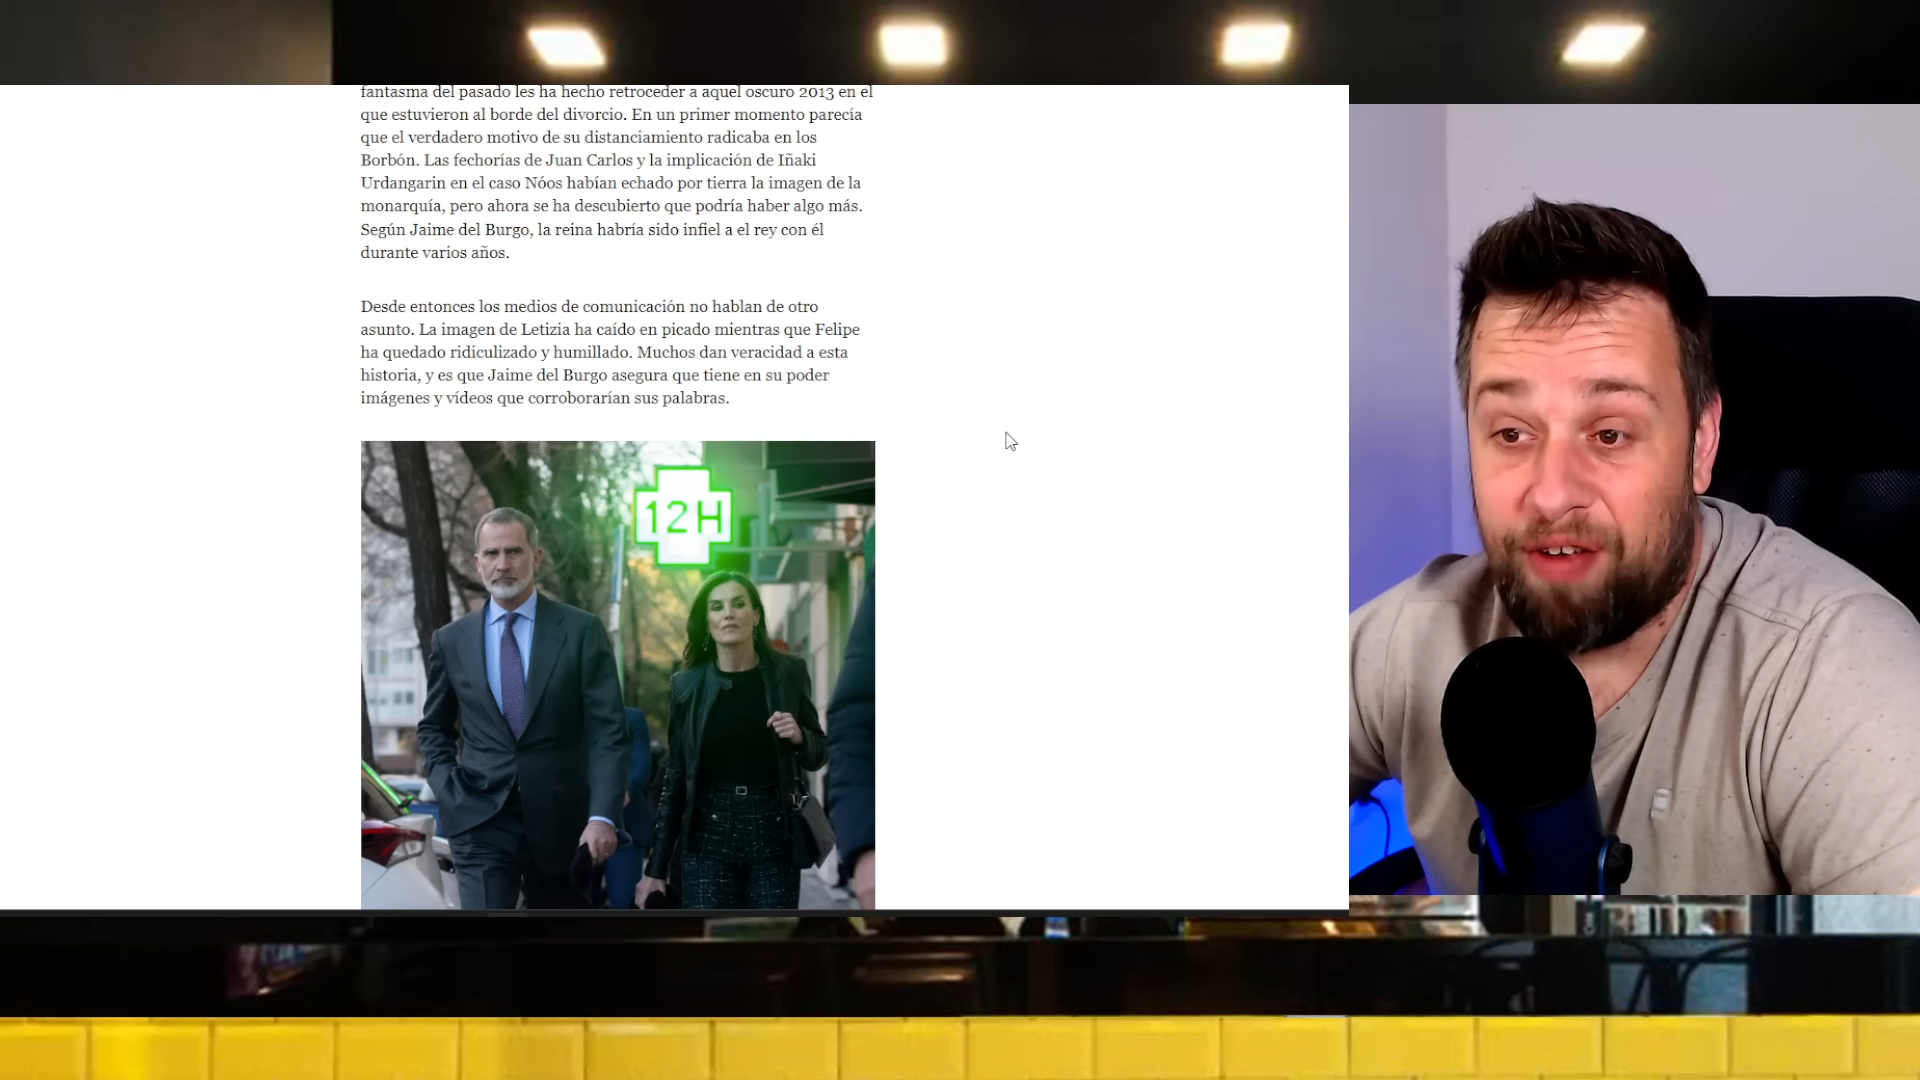 fantasma del pasado les ha hecho retroceder a aquel oscuro 2013 en el
que estuvieron al borde del divorcio. En un primer momento parecía
que el verdadero motivo de su distanciamiento radicaba en los
Borbón. Las fechorías de Juan Carlos y la implicación de Iñaki
Urdangarin en el caso Nóos habían echado por tierra la imagen de la
monarquía, pero ahora se ha descubierto que podría haber algo más.
Según Jaime del Burgo, la reina habría sido infiel a el rey con él
durante varios años.
Desde entonces los medios de comunicación no hablan de otro
asunto. La imagen de Letizia ha caído en picado mientras que Felipe
ha quedado ridiculizado y humillado. Muchos dan veracidad a esta
historia, y es que Jaime del Burgo asegura que tiene en su poder
imágenes y vídeos que corroborarían sus palabras.
12H